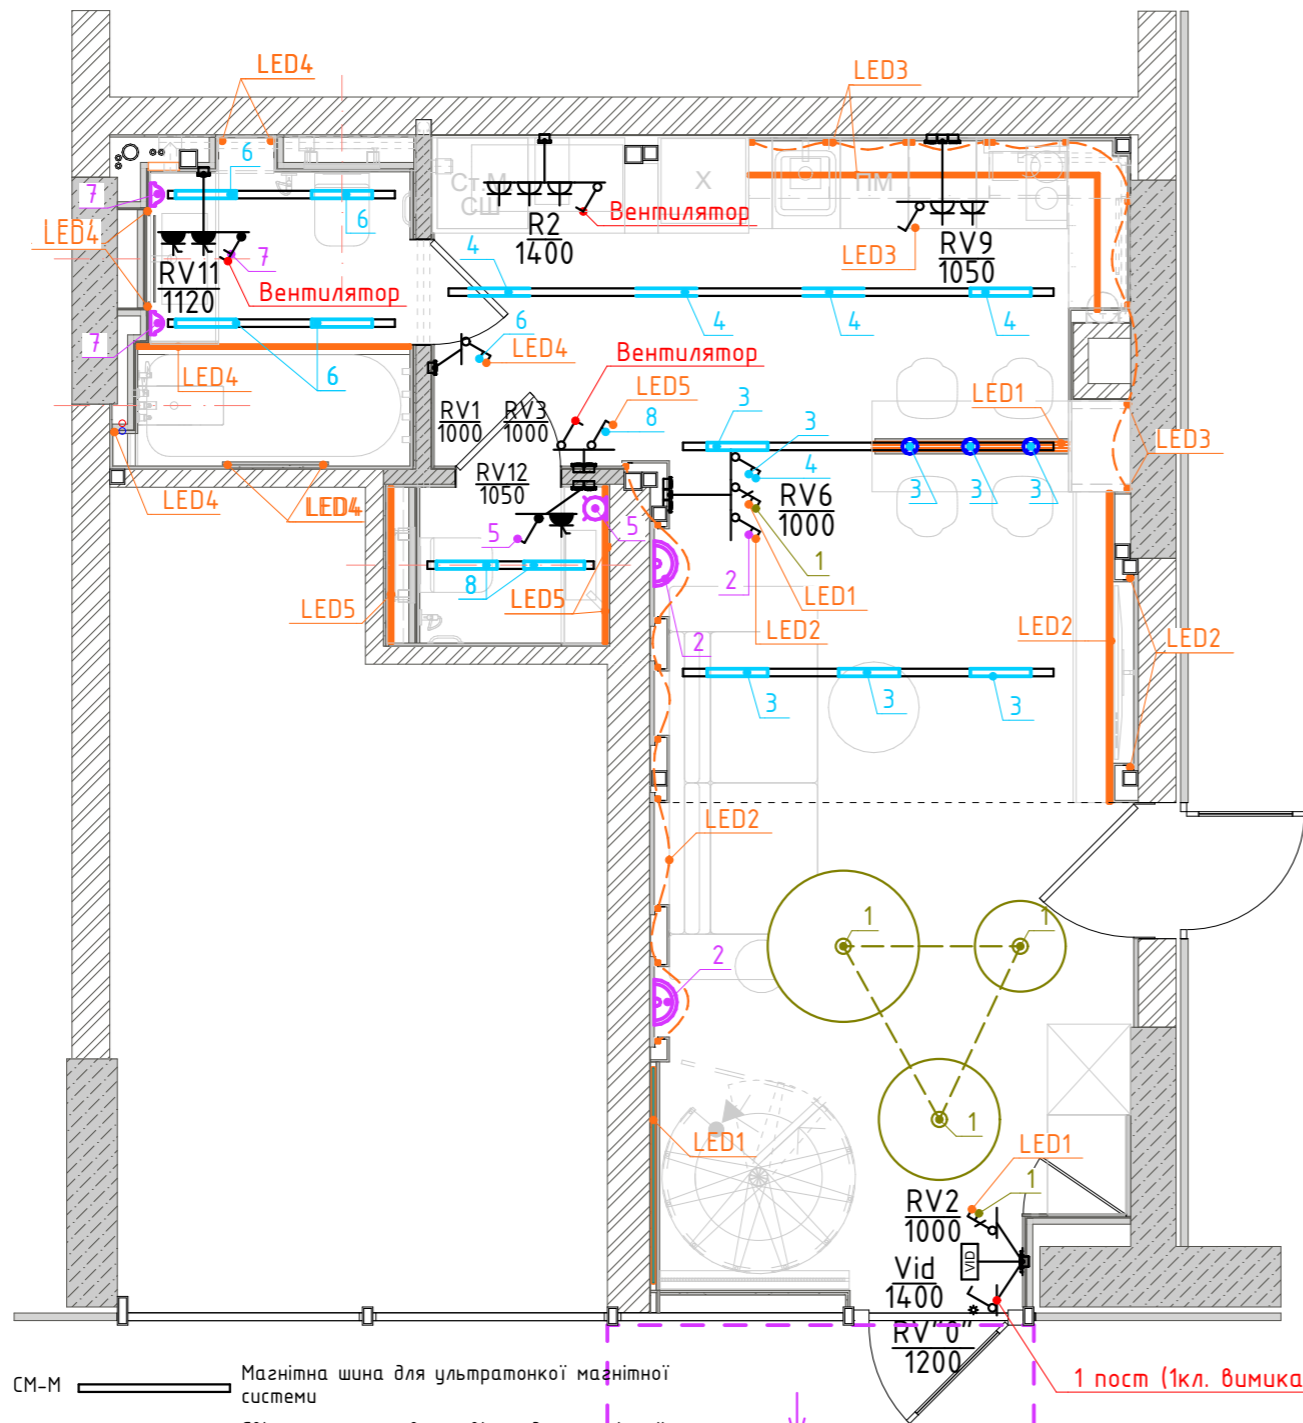 LED4
LED3
6
7
Ст.М
СШ
Х
ПМ
6
Вентилятор
R2
1400
LED4
7
RV11
1120
Вентилятор
LED3
RV9
1050
4
4
4
4
7
6
LED4
Вентилятор
LED4
6
RV1
1000
RV3
1000
LED5
8
3
3
LED1
4
LED3
RV12
1050
RV6
1000
3
3
3
LED4
LED4
5
5
1
8
LED5
LED5
2
LED1
LED2
LED2
LED2
2
3
3
3
LED2
1
1
2
1
LED1
LED1
1
RV2
1000
VID
Vid
1400
RV"0"
1200
1 пост (1кл. вимика
СМ-М
Магнітна шина для ультратонкої магнітної
системи